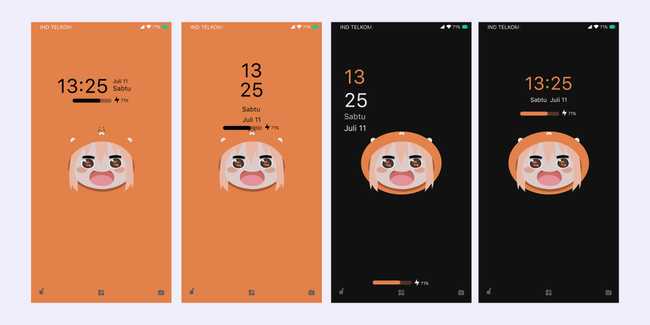 IND TELKOM 71%
13:25 Juli 11
Sabtu
71%
IND TELKOM 71%
13
25
Sabtu
Juli 11
71%
IND TELKOM 71%
13
25
Sabtu
Juli 11
71%
IND TELKOM 71%
13:25
Sabtu Juli 11
71%